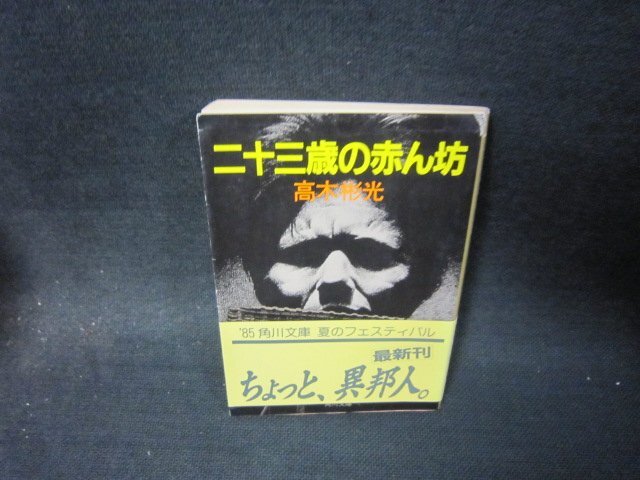 二十三歳の赤ん坊
高木彬光
'85 角川文庫 夏のフェスティバル
最新刊
ちょっと、異邦人。